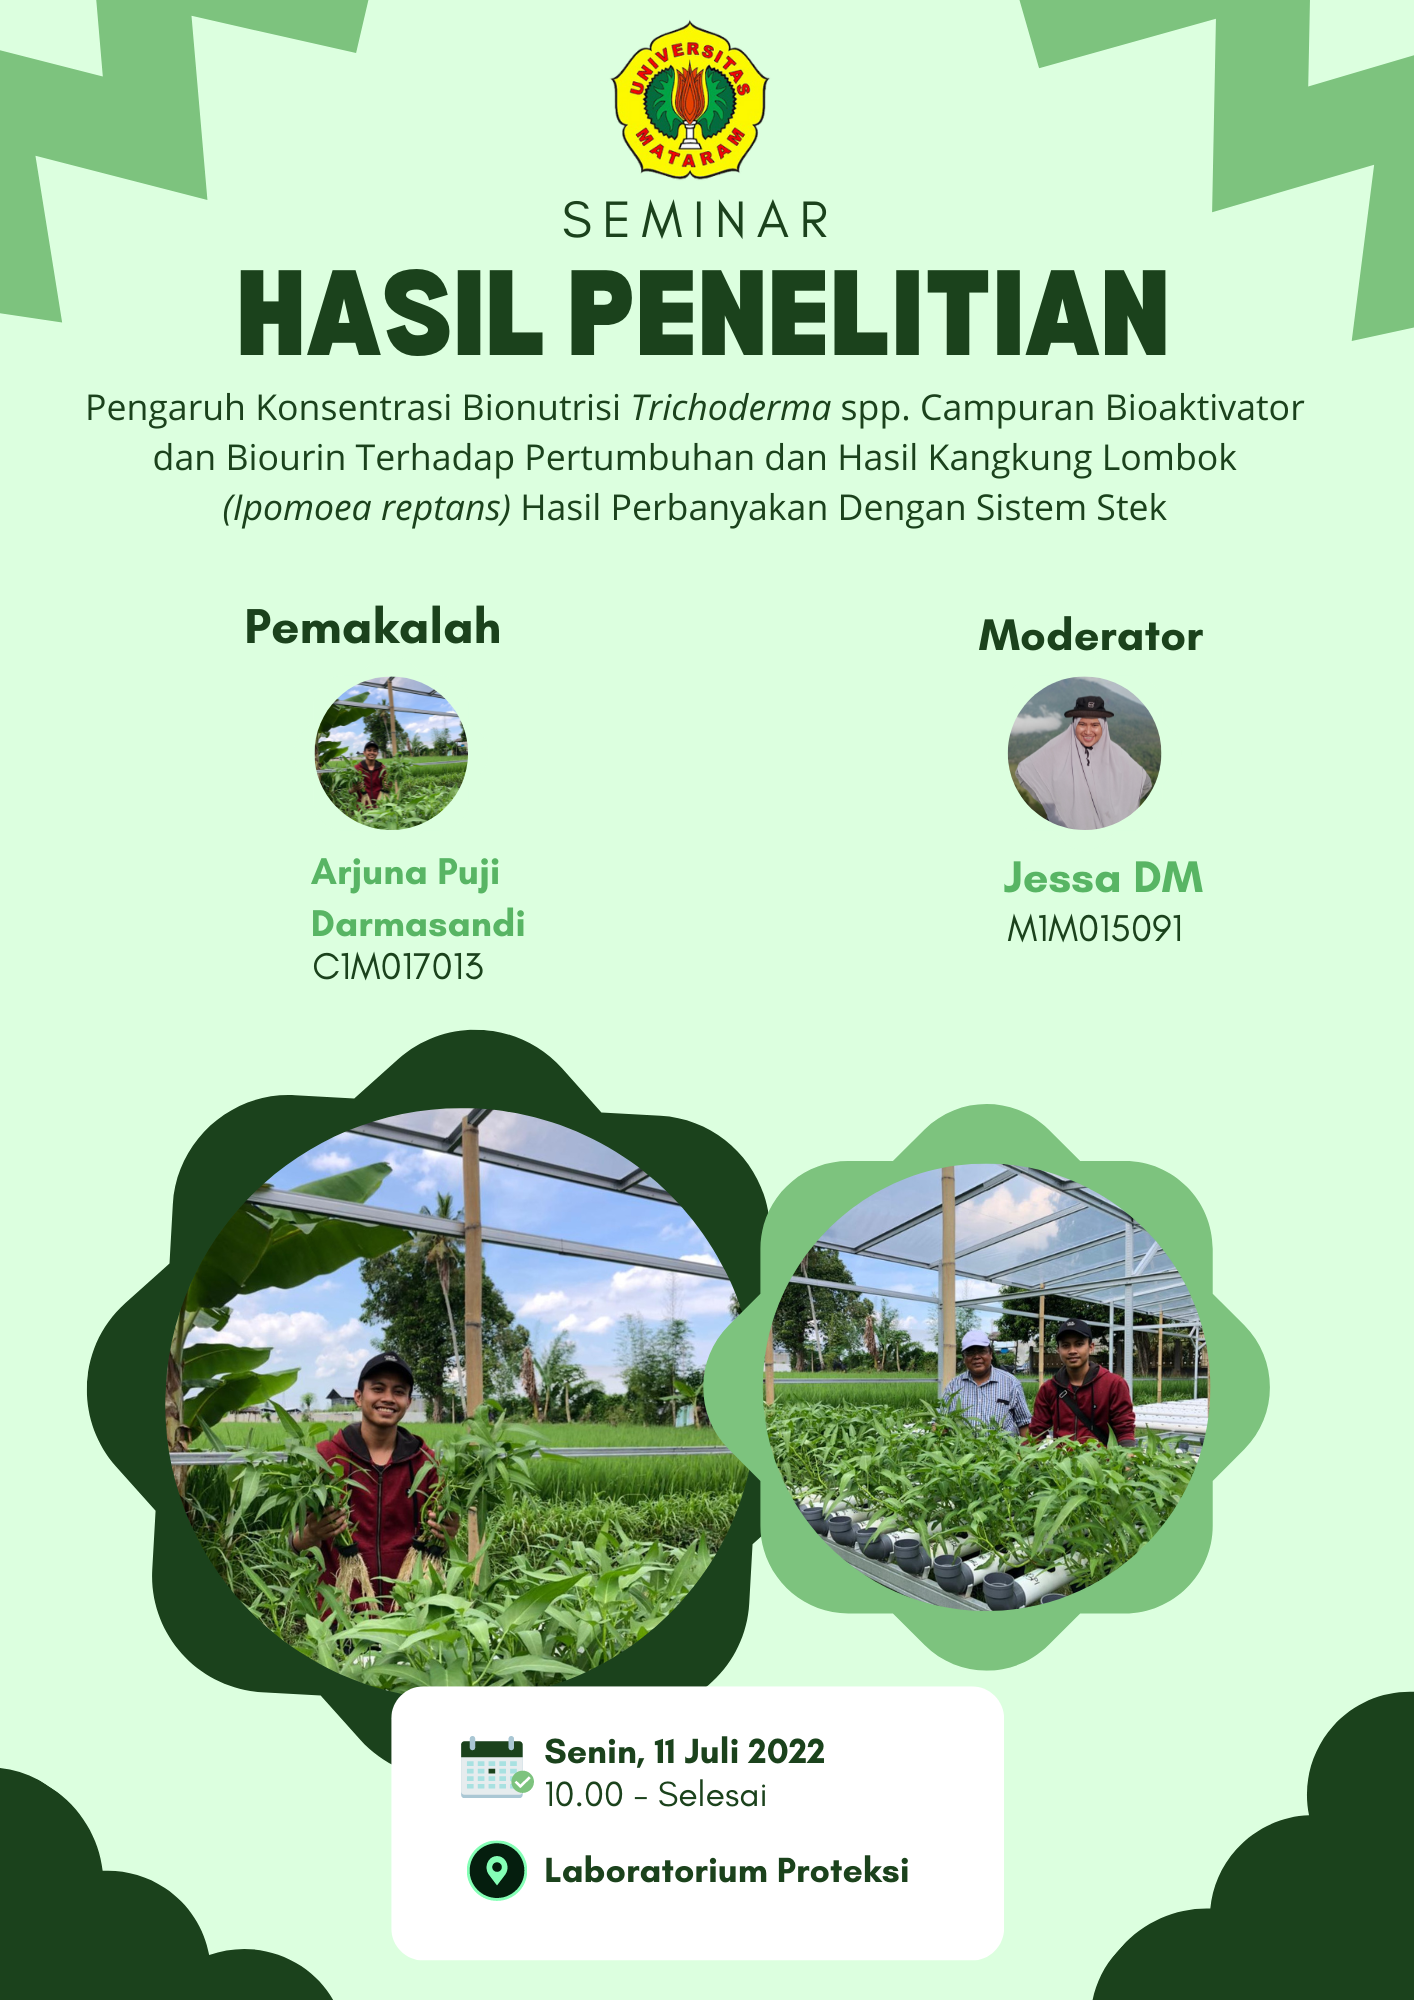 UNIVERSITAS
MATARAM
SEMINAR
HASIL PENELITIAN
Pengaruh Konsentrasi Bionutrisi Trichoderma spp. Campuran Bioaktivator
dan Biourin Terhadap Pertumbuhan dan Hasil Kangkung Lombok
(Ipomoea reptans) Hasil Perbanyakan Dengan Sistem Stek
Pemakalah
Arjuna Puji
Darmasandi
C1M017013
Moderator
Jessa DM
M1M015091
Senin, 11 Juli 2022
10.00 - Selesai
Laboratorium Proteksi